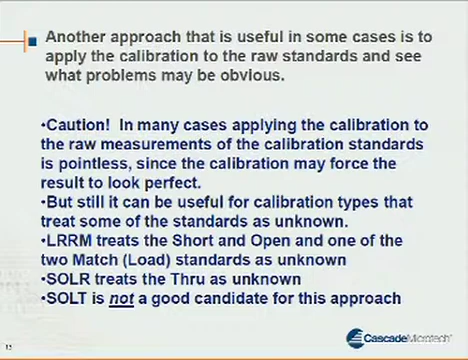 Another approach that is useful in some cases is to
apply the calibration to the raw standards and see
what problems may be obvious.
•Caution! In many cases applying the calibration to
the raw measurements of the calibration standards
is pointless, since the calibration may force the
result to look perfect.
•But still it can be useful for calibration types that
treat some of the standards as unknown.
•LRRM treats the Short and Open and one of the
two Match (Load) standards as unknown
•SOLR treats the Thru as unknown
•SOLT is not a good candidate for this approach
CascadeMicrotech